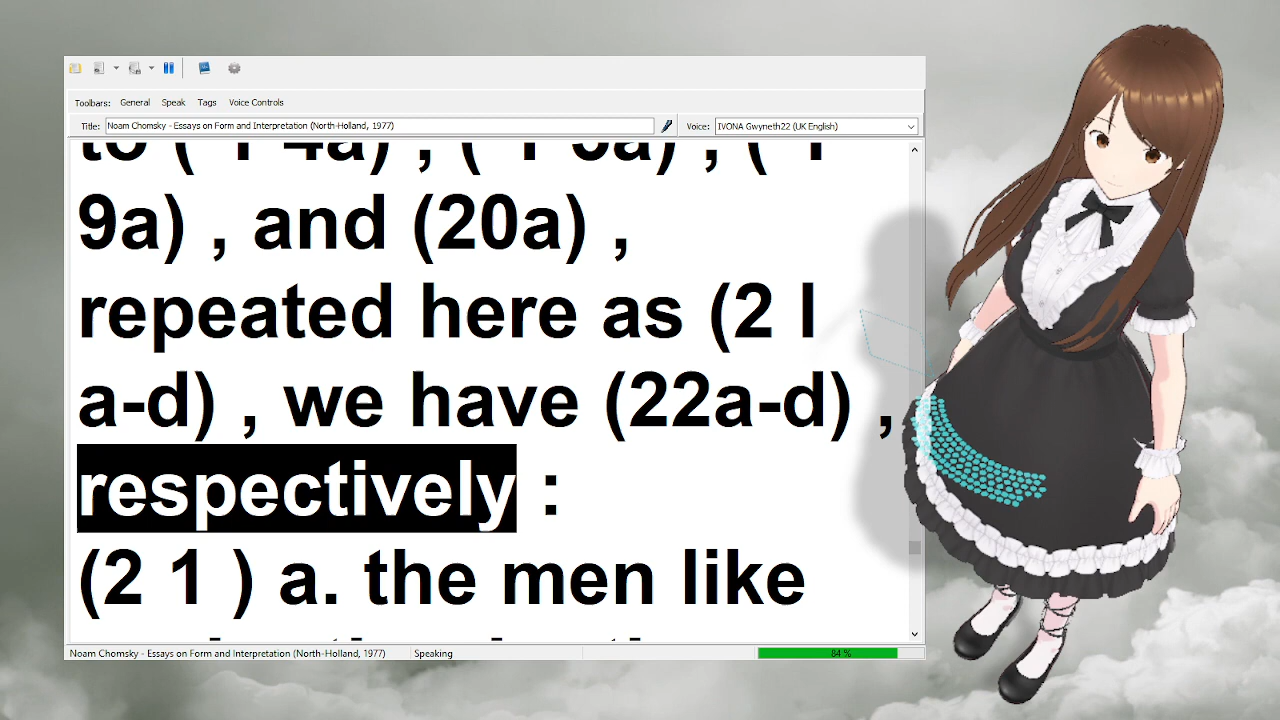 Toolbars: General Speak Tags Voice Controls
Title: Noam Chomsky - Essays on Form and Interpretation (North-Holland, 1977) Voice: IVONA Gwyneth22 (UK English)
9a) , and (20a) ,
repeated here as (2 l
a-d) , we have (22a-d) ,
respectively :
(2 1 ) a. the men like
Noam Chomsky - Essays on Form and Interpretation (North-Holland, 1977) Speaking 84 %